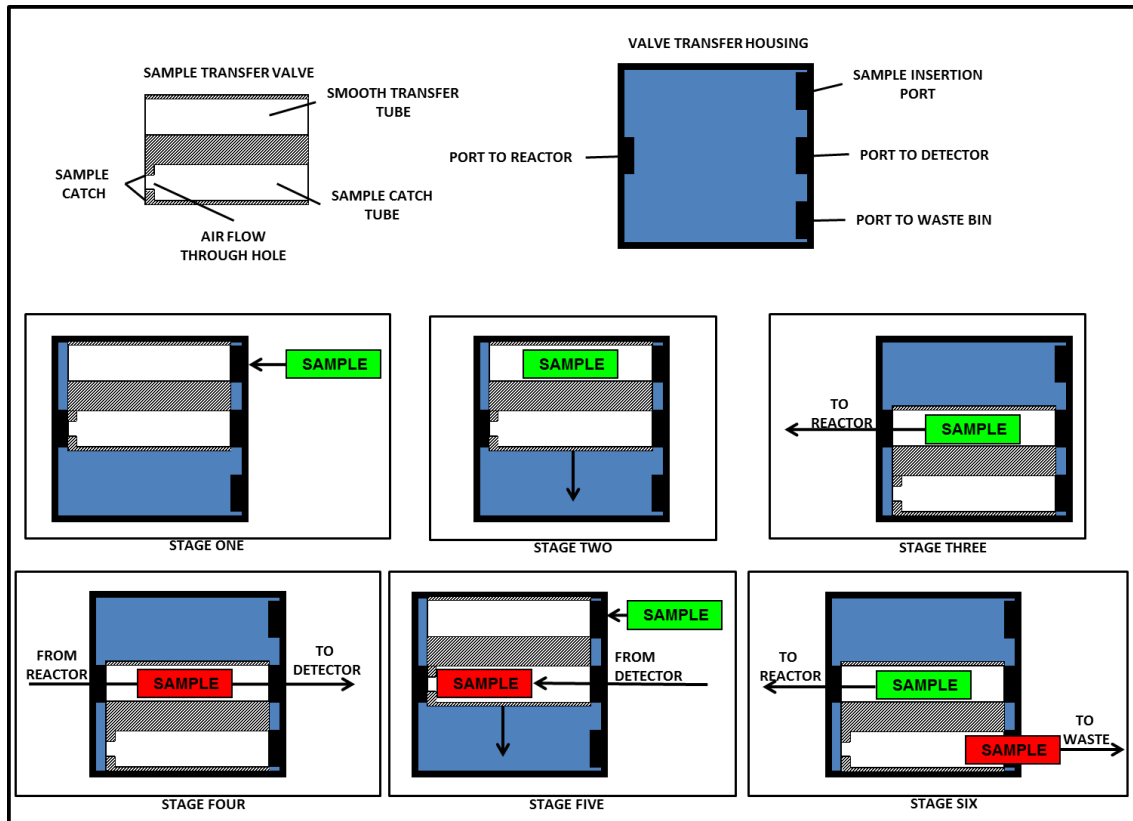 VALVE TRANSFER HOUSING
SAMPLE TRANSFER VALVE
SMOOTH TRANSFER
TUBE
SAMPLE
CATCH
SAMPLE CATCH
TUBE
AIR FLOW
THROUGH HOLE
SAMPLE INSERTION
PORT
PORT TO REACTOR
PORT TO DETECTOR
PORT TO WASTE BIN
SAMPLE
STAGE ONE
SAMPLE
STAGE TWO
TO
REACTOR
SAMPLE
STAGE THREE
FROM
REACTOR
SAMPLE
TO
DETECTOR
STAGE FOUR
SAMPLE
SAMPLE
FROM
DETECTOR
STAGE FIVE
TO
REACTOR
SAMPLE
SAMPLE
TO
WASTE
STAGE SIX